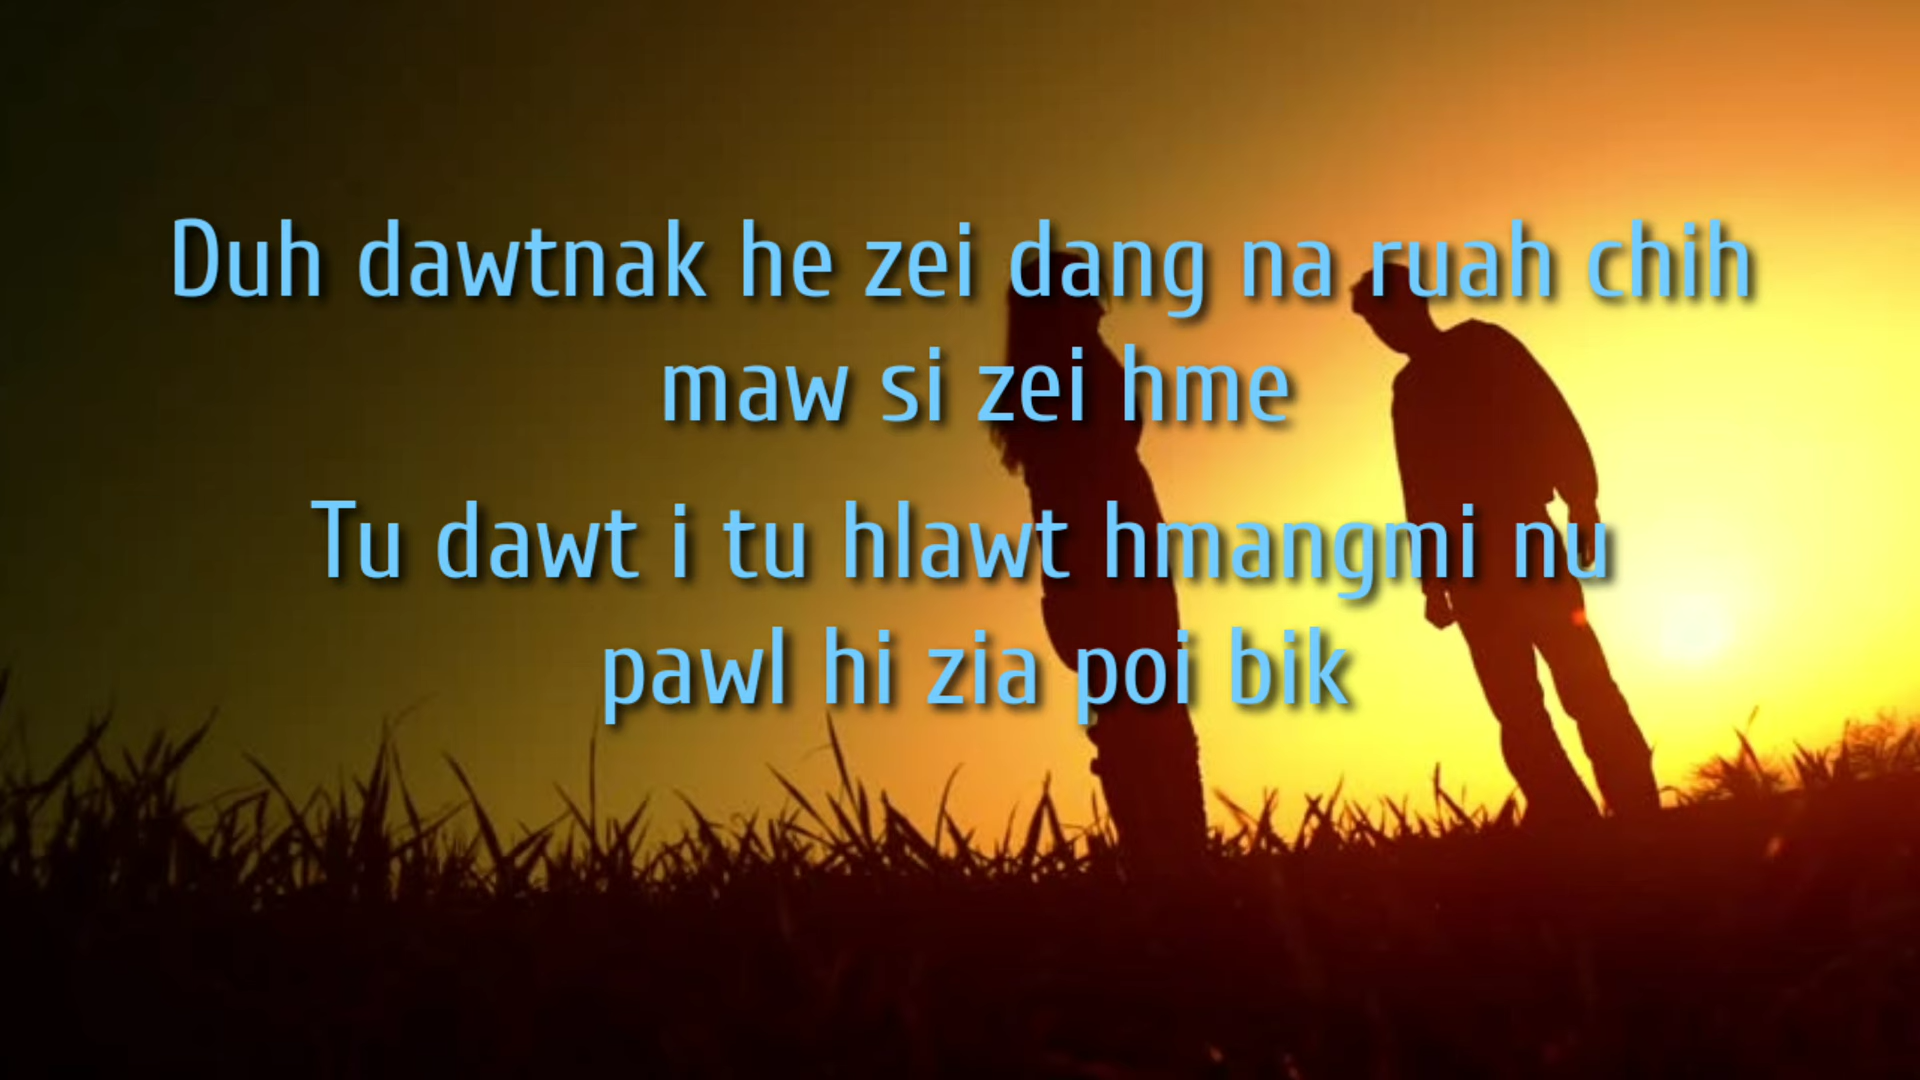 Duh dawtnak he zei dang na ruah chih
maw si zei hme
Tu dawt i tu hlawt hmangmi nu
pawl hi zia poi bik